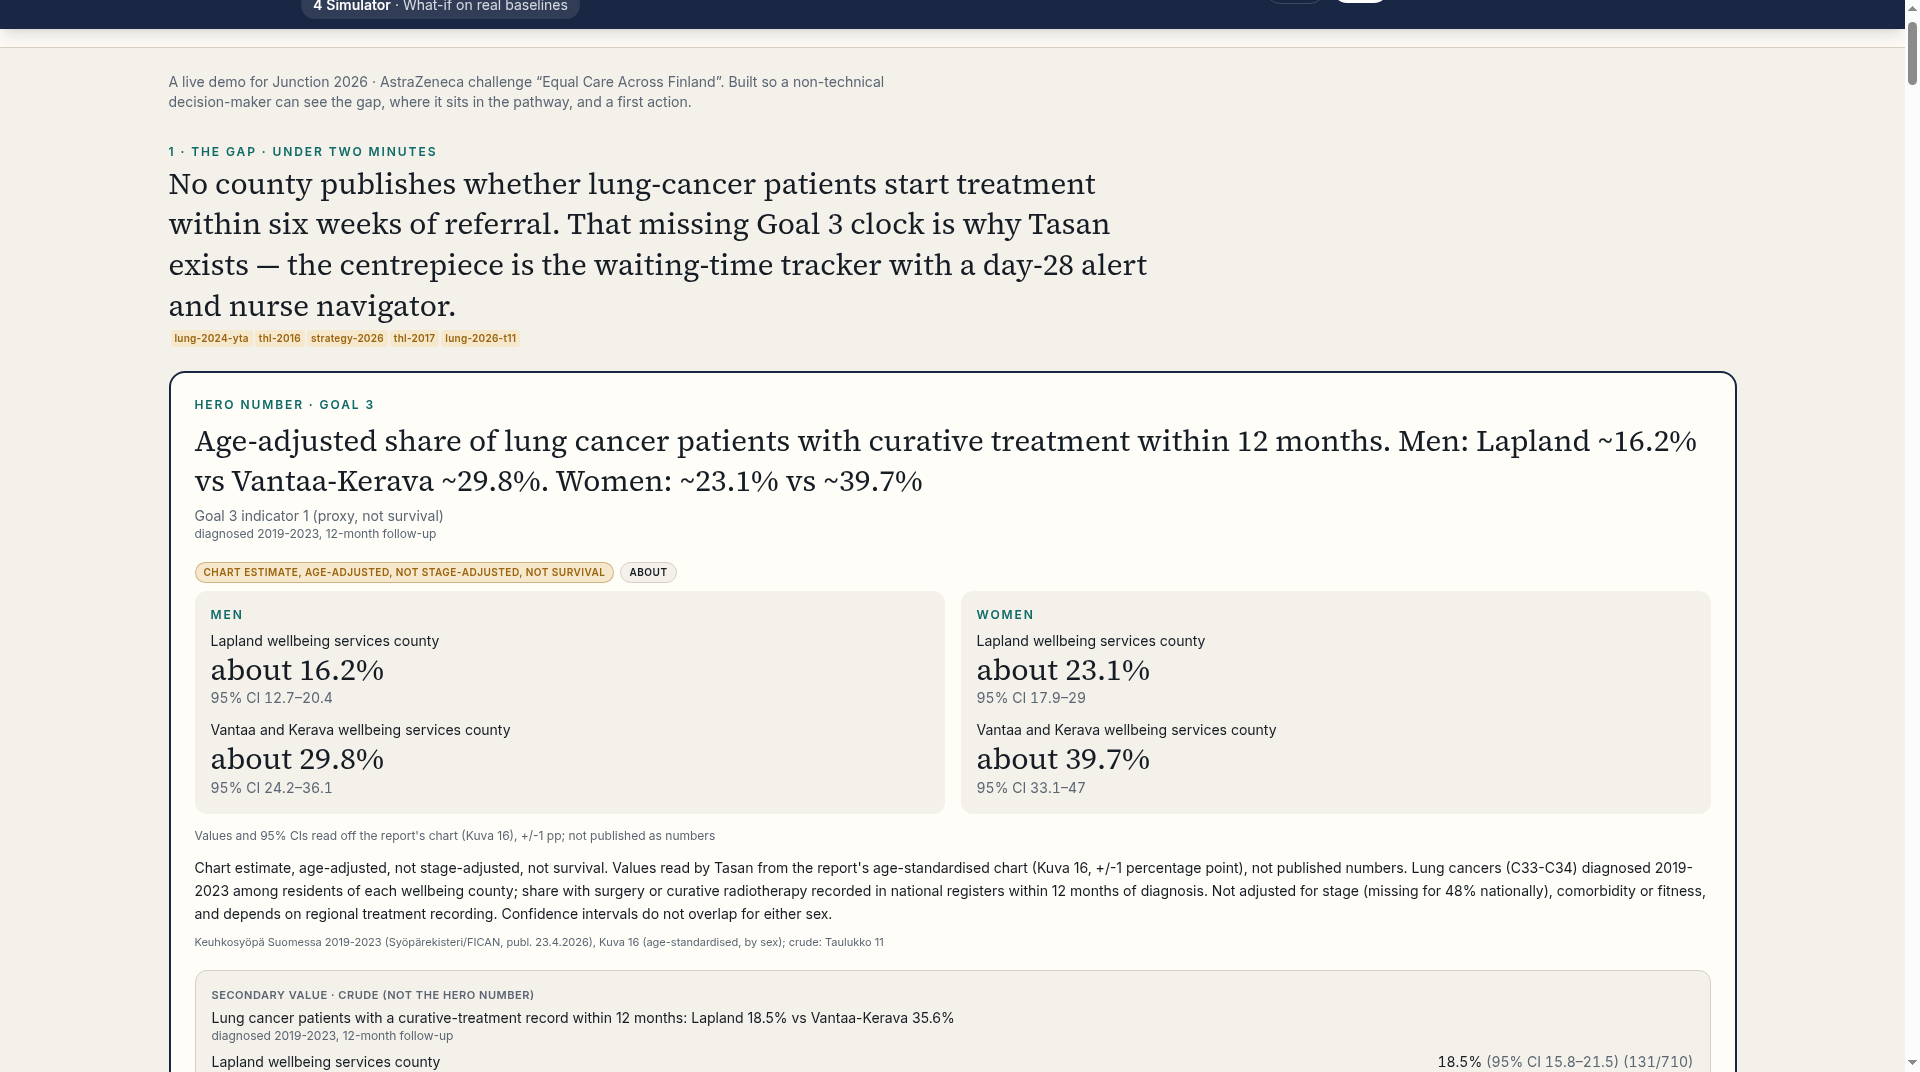 4 Simulator · What-if on real baselines
A live demo for Junction 2026 · AstraZeneca challenge “Equal Care Across Finland”. Built so a non-technical
decision-maker can see the gap, where it sits in the pathway, and a first action.
1 · THE GAP · UNDER TWO MINUTES
No county publishes whether lung-cancer patients start treatment
within six weeks of referral. That missing Goal 3 clock is why Tasan
exists — the centrepiece is the waiting-time tracker with a day-28 alert
and nurse navigator.
lung-2024-yta thl-2016 strategy-2026 thl-2017 lung-2026-t11
HERO NUMBER · GOAL 3
Age-adjusted share of lung cancer patients with curative treatment within 12 months. Men: Lapland ~16.2%
vs Vantaa-Kerava ~29.8%. Women: ~23.1% vs ~39.7%
Goal 3 indicator 1 (proxy, not survival)
diagnosed 2019-2023, 12-month follow-up
CHART ESTIMATE, AGE-ADJUSTED, NOT STAGE-ADJUSTED, NOT SURVIVAL ABOUT
MEN
Lapland wellbeing services county
about 16.2%
95% CI 12.7–20.4
Vantaa and Kerava wellbeing services county
about 29.8%
95% CI 24.2–36.1
WOMEN
Lapland wellbeing services county
about 23.1%
95% CI 17.9–29
Vantaa and Kerava wellbeing services county
about 39.7%
95% CI 33.1–47
Values and 95% CIs read off the report's chart (Kuva 16), +/-1 pp; not published as numbers
Chart estimate, age-adjusted, not stage-adjusted, not survival. Values read by Tasan from the report's age-standardised chart (Kuva 16, +/-1 percentage point), not published numbers. Lung cancers (C33-C34) diagnosed 2019-
2023 among residents of each wellbeing county; share with surgery or curative radiotherapy recorded in national registers within 12 months of diagnosis. Not adjusted for stage (missing for 48% nationally), comorbidity or fitness,
and depends on regional treatment recording. Confidence intervals do not overlap for either sex.
Keuhkosyöpä Suomessa 2019-2023 (Syöpärekisteri/FICAN, publ. 23.4.2026), Kuva 16 (age-standardised, by sex); crude: Taulukko 11
SECONDARY VALUE · CRUDE (NOT THE HERO NUMBER)
Lung cancer patients with a curative-treatment record within 12 months: Lapland 18.5% vs Vantaa-Kerava 35.6%
diagnosed 2019-2023, 12-month follow-up
Lapland wellbeing services county 18.5% (95% CI 15.8–21.5) (131/710)